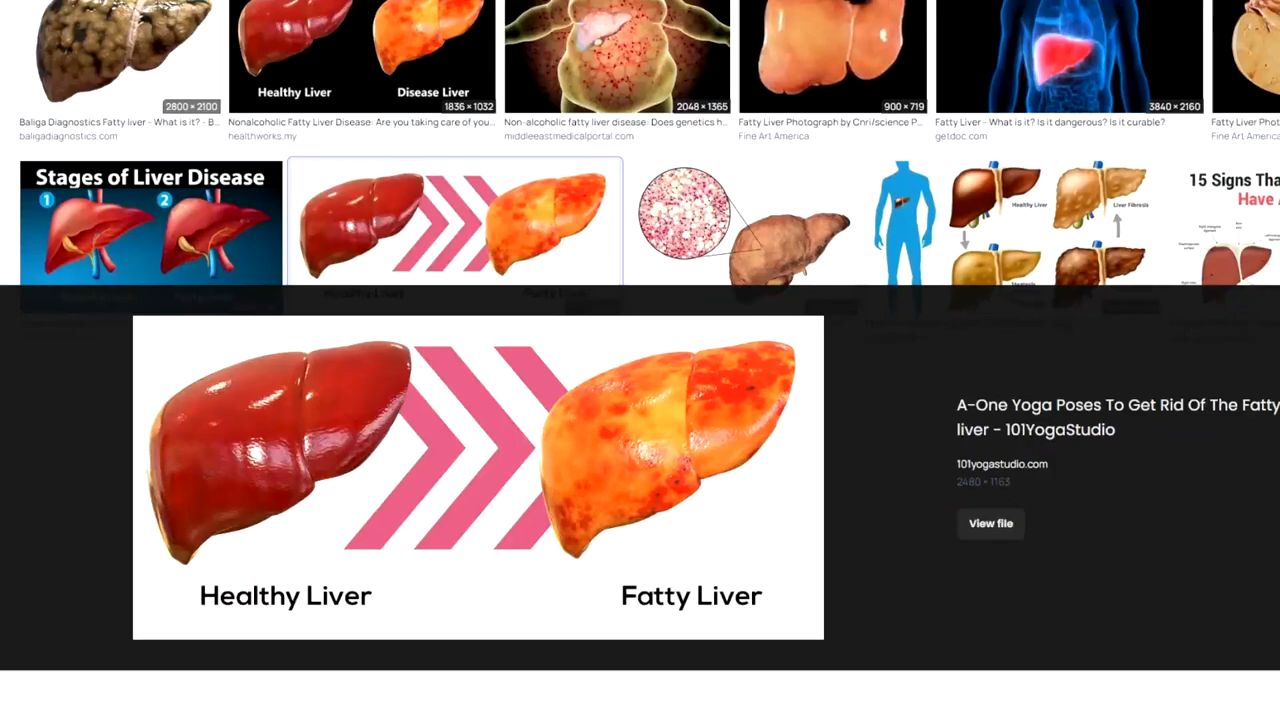 Healthy Liver
Disease Liver
2800 × 2100
1836 × 1032
2048 × 1365
900 × 719
3840 × 2160
Baliga Diagnostics Fatty liver - What is it? - B...
Nonalcoholic Fatty Liver Disease: Are you taking care of you...
Non-alcoholic fatty liver disease: Does genetics h...
Fatty Liver Photograph by Cnri/science P...
Fatty Liver - What is it? Is it dangerous? Is it curable?
Fatty Liver Phot
baligadiagnostics.com
healthworks.my
middleeastmedicalportal.com
Fine Art America
getdoc.com
Fine Art America
Stages of Liver Disease
1
2
Healthy Liver
Liver Fibrosis
15 Signs Tha
Have
A-One Yoga Poses To Get Rid Of The Fatty
liver - 101YogaStudio
101yogastudio.com
2480 × 1163
View file
Healthy Liver
Fatty Liver